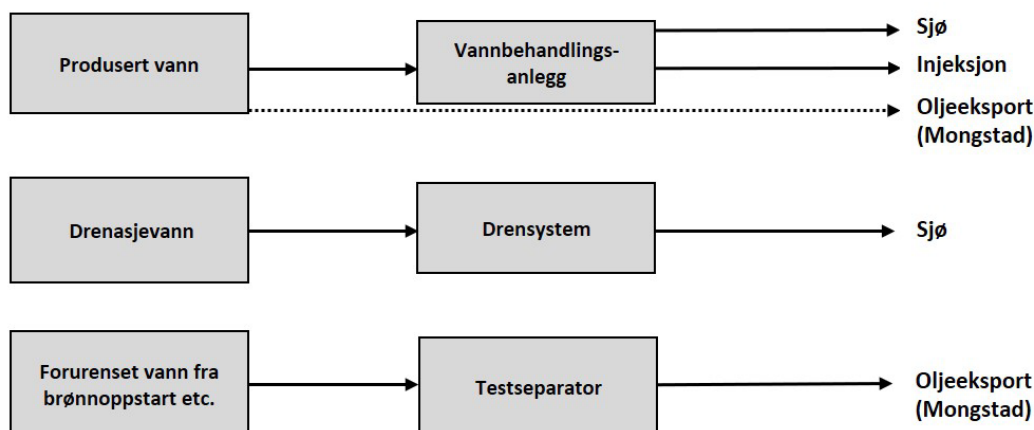 Produsert vann
Vannbehandlings-
anlegg
Sjø
Injeksjon
Oljeeksport
(Mongstad)
Drenasjevann
Drensystem
Sjø
Forurenset vann fra
brønnoppstart etc.
Testseparator
Oljeeksport
(Mongstad)